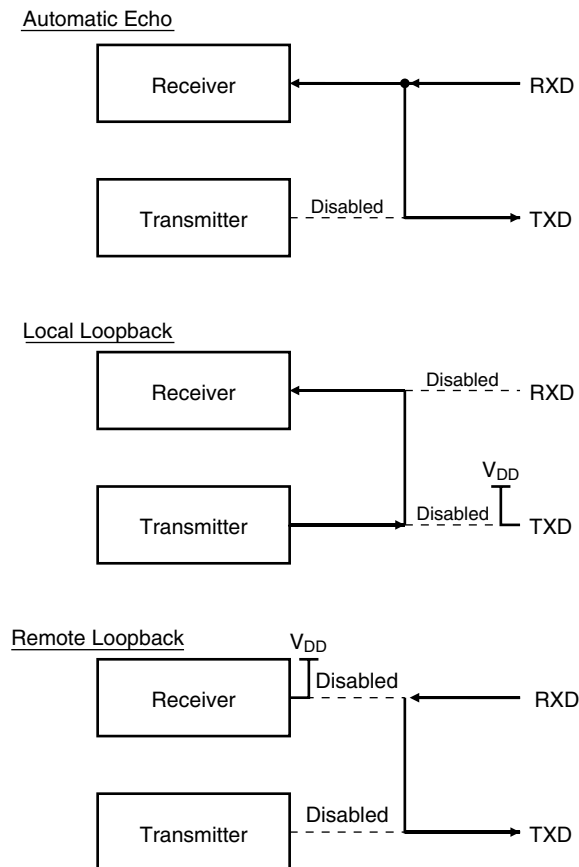 Automatic Echo
Receiver
RXD
Transmitter
Disabled
TXD
Local Loopback
Receiver
Disabled
RXD
VDD
Transmitter
Disabled
TXD
Remote Loopback
VDD
Receiver
Disabled
RXD
Transmitter
Disabled
TXD